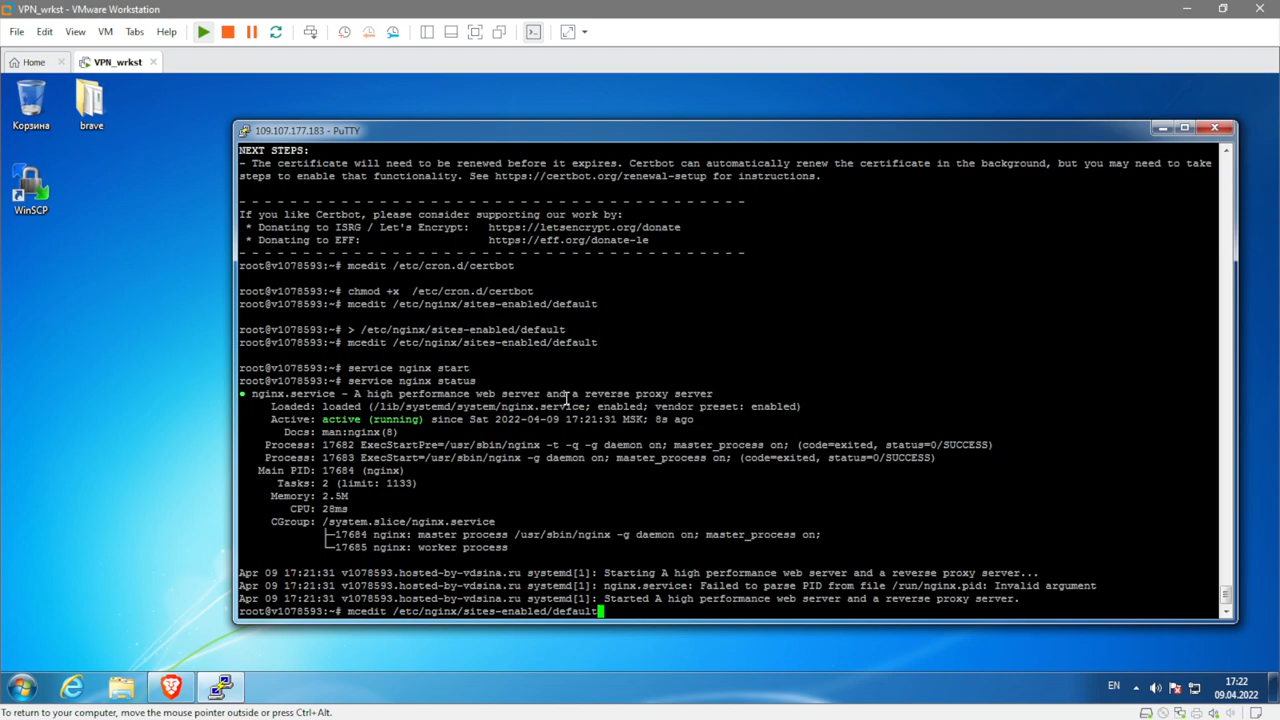 VPN_wrkst - VMware Workstation
File Edit View VM Tabs Help
Home VPN_wrkst
Корзина
brave
WinSCP
109.107.177.183 - PuTTY
NEXT STEPS:
- The certificate will need to be renewed before it expires. Certbot can automatically renew the certificate in the background, but you may need to take
steps to enable that functionality. See https://certbot.org/renewal-setup for instructions.
- - - - - - - - - - - - - - - - - - - - - - - - - - - - - - - - - - - - - - - -
If you like Certbot, please consider supporting our work by:
* Donating to ISRG / Let's Encrypt: https://letsencrypt.org/donate
* Donating to EFF: https://eff.org/donate-le
- - - - - - - - - - - - - - - - - - - - - - - - - - - - - - - - - - - - - - - -
root@v1078593:~# mcedit /etc/cron.d/certbot
root@v1078593:~# chmod +x /etc/cron.d/certbot
root@v1078593:~# mcedit /etc/nginx/sites-enabled/default
root@v1078593:~# > /etc/nginx/sites-enabled/default
root@v1078593:~# mcedit /etc/nginx/sites-enabled/default
root@v1078593:~# service nginx start
root@v1078593:~# service nginx status
● nginx.service - A high performance web server and a reverse proxy server
Loaded: loaded (/lib/systemd/system/nginx.service; enabled; vendor preset: enabled)
Active: active (running) since Sat 2022-04-09 17:21:31 MSK; 8s ago
Docs: man:nginx(8)
Process: 17682 ExecStartPre=/usr/sbin/nginx -t -q -g daemon on; master_process on; (code=exited, status=0/SUCCESS)
Process: 17683 ExecStart=/usr/sbin/nginx -g daemon on; master_process on; (code=exited, status=0/SUCCESS)
Main PID: 17684 (nginx)
Tasks: 2 (limit: 1133)
Memory: 2.5M
CPU: 28ms
CGroup: /system.slice/nginx.service
├─17684 nginx: master process /usr/sbin/nginx -g daemon on; master_process on;
└─17685 nginx: worker process
Apr 09 17:21:31 v1078593.hosted-by-vdsina.ru systemd[1]: Starting A high performance web server and a reverse proxy server...
Apr 09 17:21:31 v1078593.hosted-by-vdsina.ru systemd[1]: nginx.service: Failed to parse PID from file /run/nginx.pid: Invalid argument
Apr 09 17:21:31 v1078593.hosted-by-vdsina.ru systemd[1]: Started A high performance web server and a reverse proxy server.
root@v1078593:~# mcedit /etc/nginx/sites-enabled/default
EN
17:22
09.04.2022
To return to your computer, move the mouse pointer outside or press Ctrl+Alt.